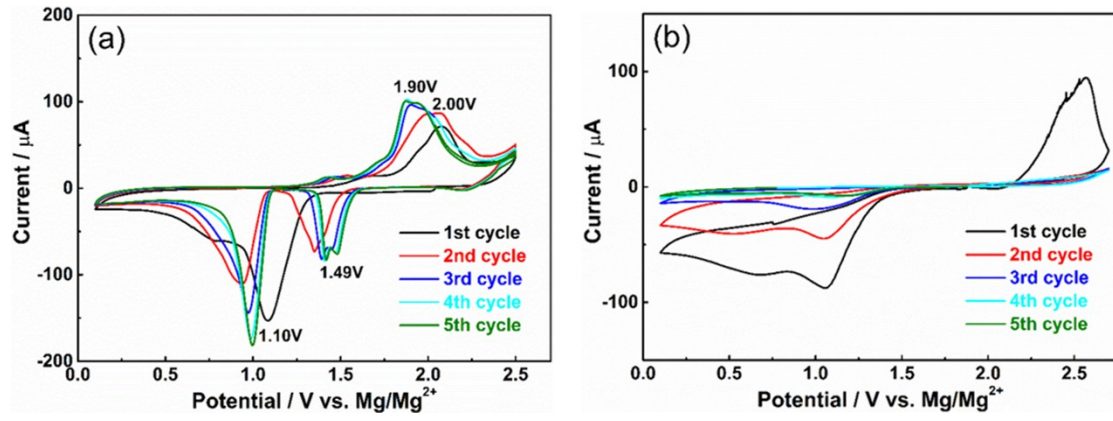 (a)
200
100
0
-100
-200
Current / μA
1.90V
2.00V
1.49V
1.10V
1st cycle
2nd cycle
3rd cycle
4th cycle
5th cycle
0.0 0.5 1.0 1.5 2.0 2.5
Potential / V vs. Mg/Mg²⁺
(b)
100
0
-100
Current / μA
1st cycle
2nd cycle
3rd cycle
4th cycle
5th cycle
0.0 0.5 1.0 1.5 2.0 2.5
Potential / V vs. Mg/Mg²⁺